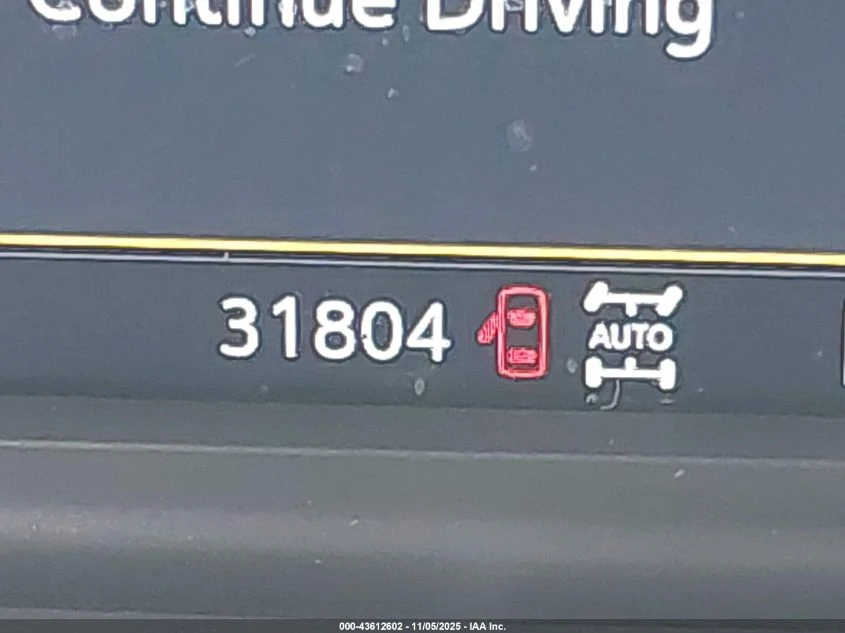 Continue Driving
31804
AUTO
000-43612602 - 11/05/2025 - IAA Inc.